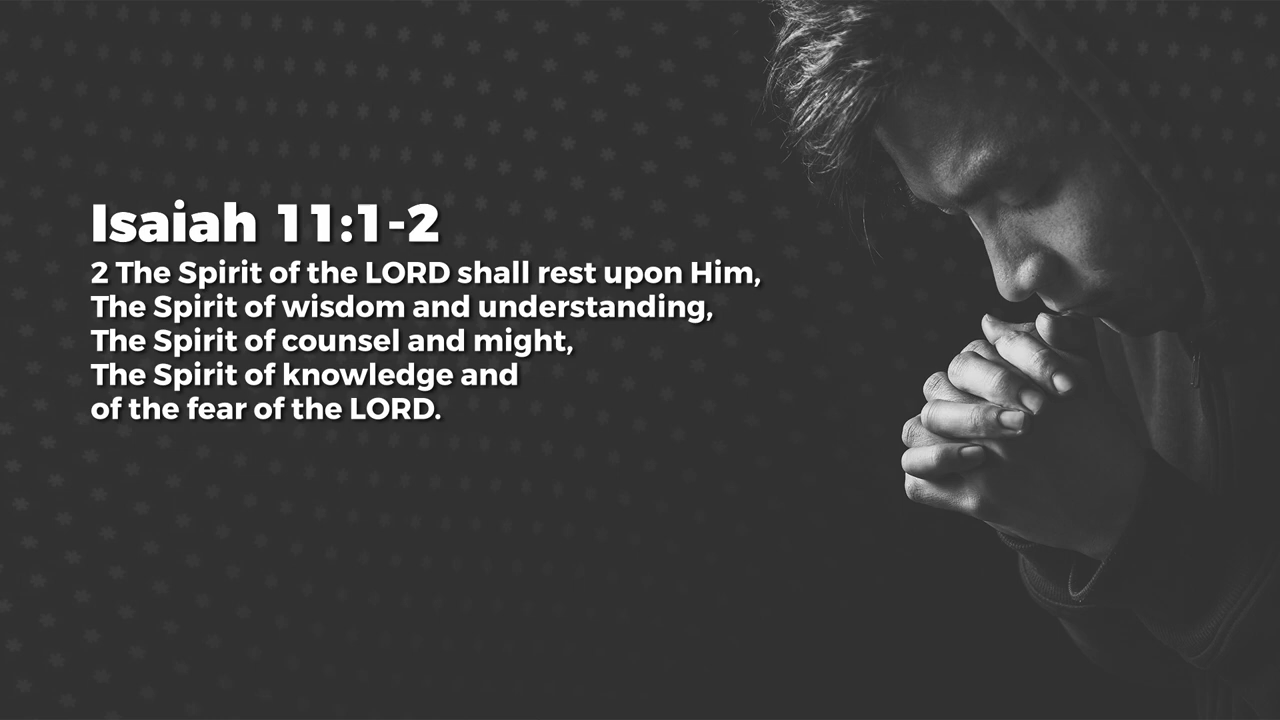 Isaiah 11:1-2
2 The Spirit of the LORD shall rest upon Him,
The Spirit of wisdom and understanding,
The Spirit of counsel and might,
The Spirit of knowledge and
of the fear of the LORD.